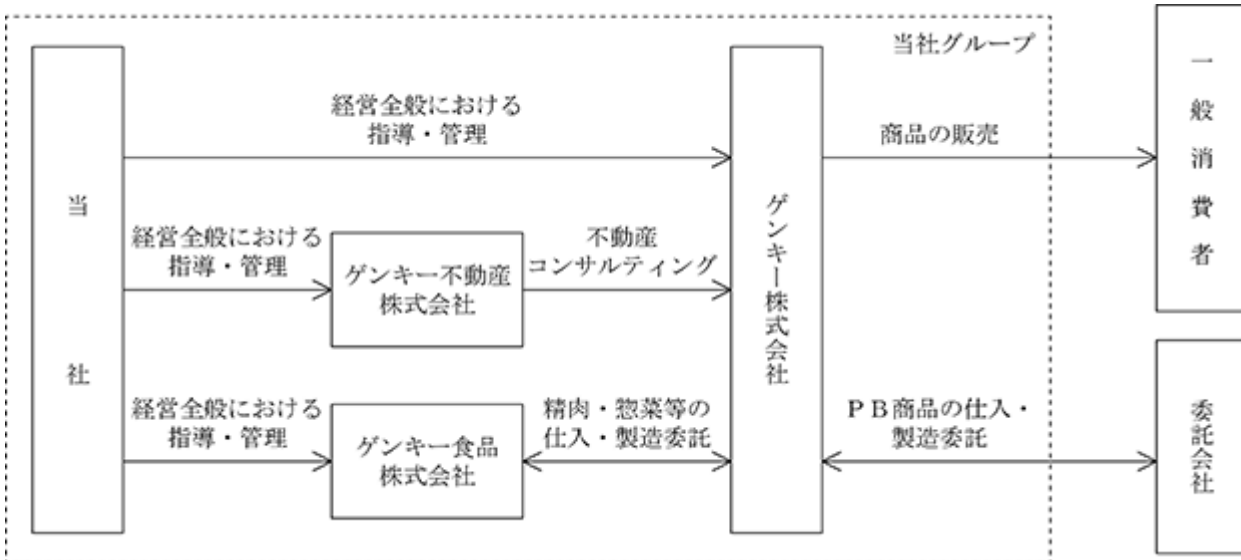 当社グループ
当社
経営全般における
指導・管理
ゲンキー株式会社
商品の販売
一般消費者
経営全般における
指導・管理
ゲンキー不動産
株式会社
不動産
コンサルティング
経営全般における
指導・管理
ゲンキー食品
株式会社
精肉・惣菜等の
仕入・製造委託
ＰＢ商品の仕入・
製造委託
委託会社